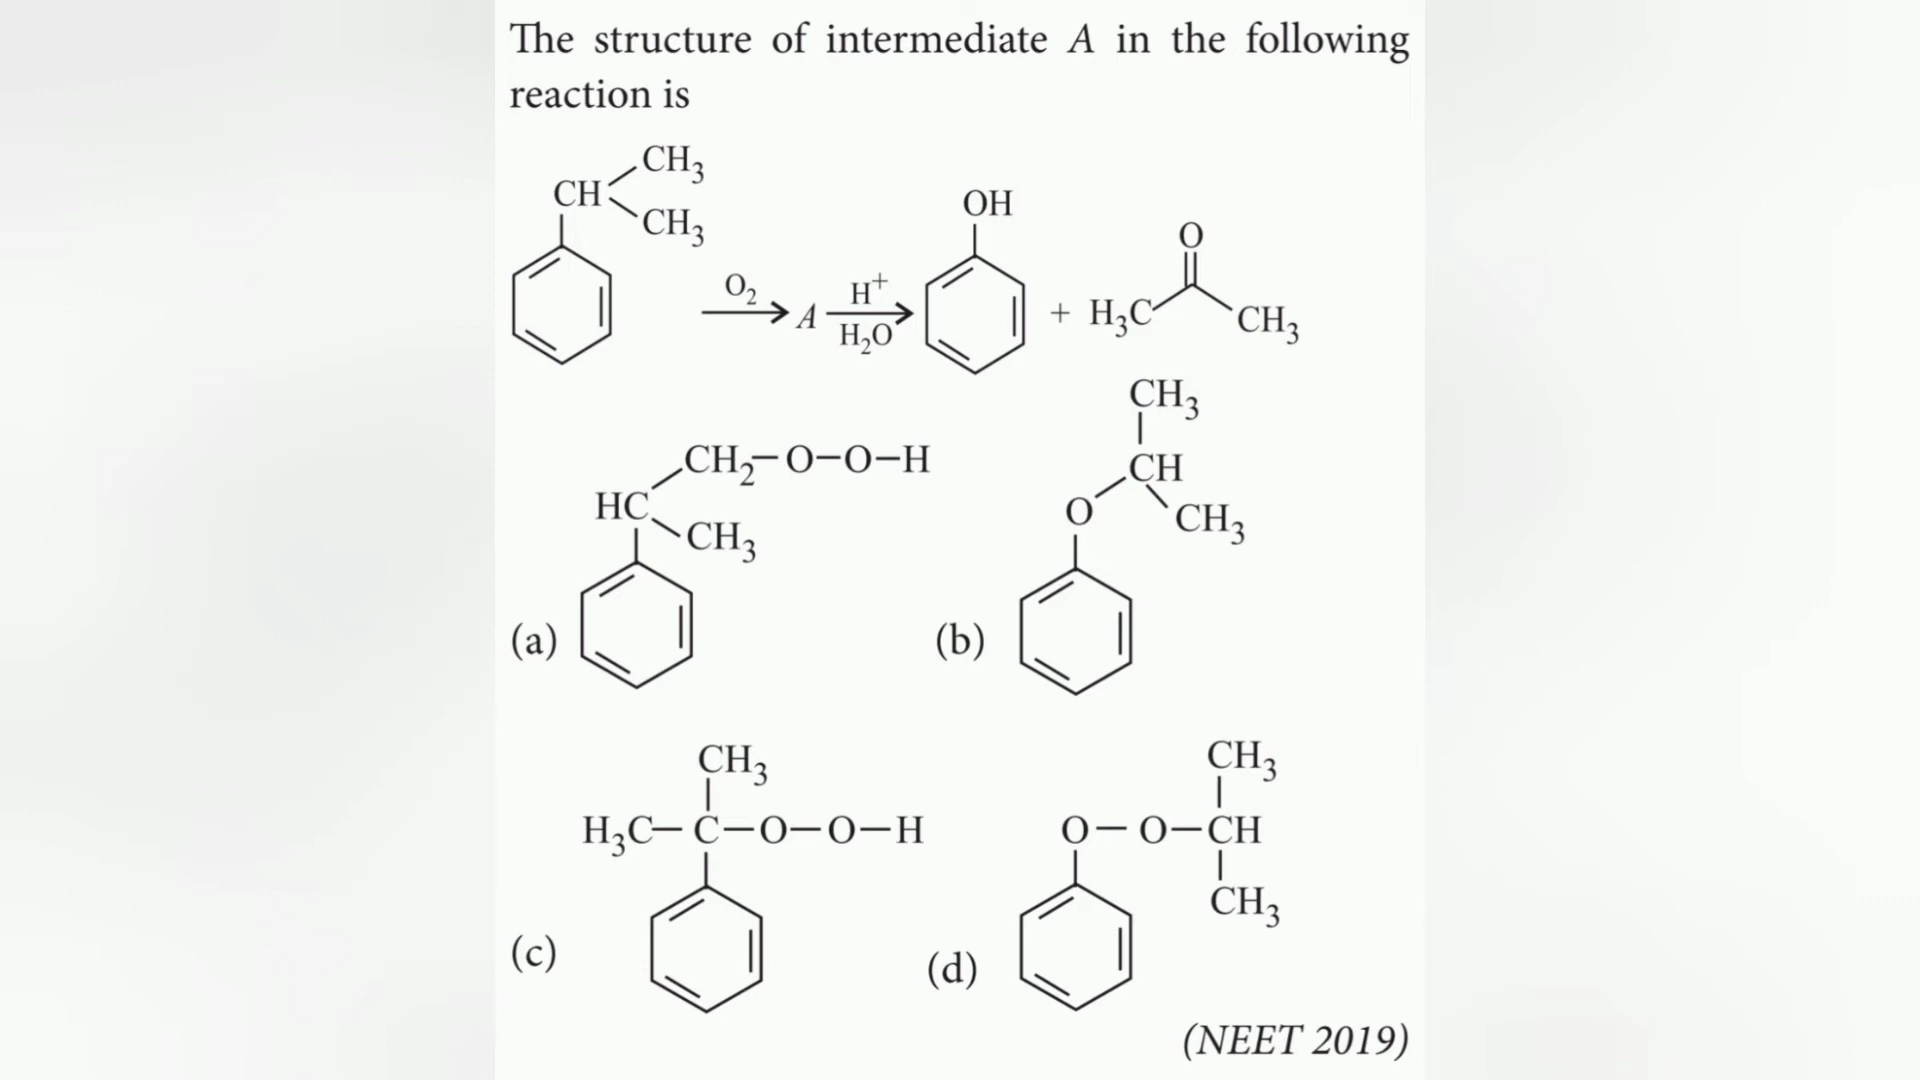 The structure of intermediate A in the following
reaction is
CH3
CH
CH3
OH
O
O2
A
H+
H2O
+ H3C
CH3
CH3
CH2–O–O–H
HC
CH3
CH
O
CH3
(a)
(b)
CH3
H3C–C–O–O–H
CH3
O–O–CH
CH3
(c)
(d)
(NEET 2019)